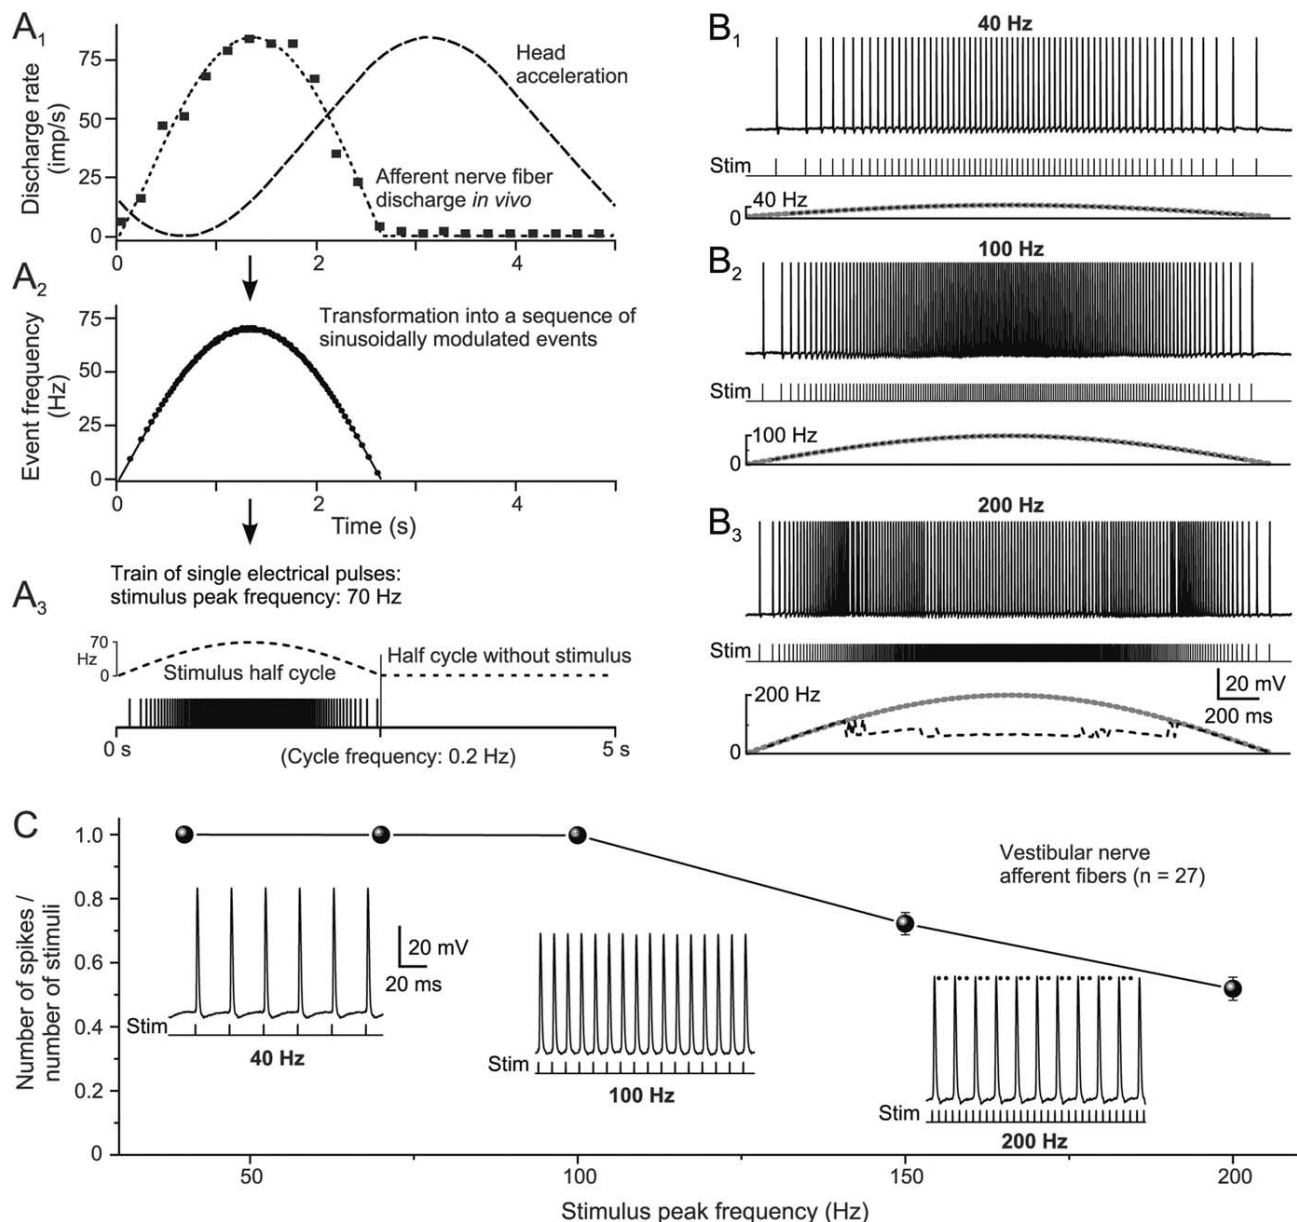 A1
75
50
25
0
Discharge rate
(imp/s)
Head
acceleration
Afferent nerve fiber
discharge in vivo
0
2
4
A2
75
50
25
0
Event frequency
(Hz)
Transformation into a sequence of
sinusoidally modulated events
0
2
4
Time (s)
Train of single electrical pulses:
stimulus peak frequency: 70 Hz
A3
70
Hz
0
Stimulus half cycle
Half cycle without stimulus
0 s
(Cycle frequency: 0.2 Hz)
5 s
B1
40 Hz
Stim
40 Hz
0
B2
100 Hz
Stim
100 Hz
0
B3
200 Hz
Stim
200 Hz
0
20 mV
200 ms
C
1.0
0.8
0.6
0.4
0.2
0
Number of spikes /
number of stimuli
Vestibular nerve
afferent fibers (n = 27)
20 mV
20 ms
Stim
40 Hz
Stim
100 Hz
Stim
200 Hz
50
100
150
200
Stimulus peak frequency (Hz)